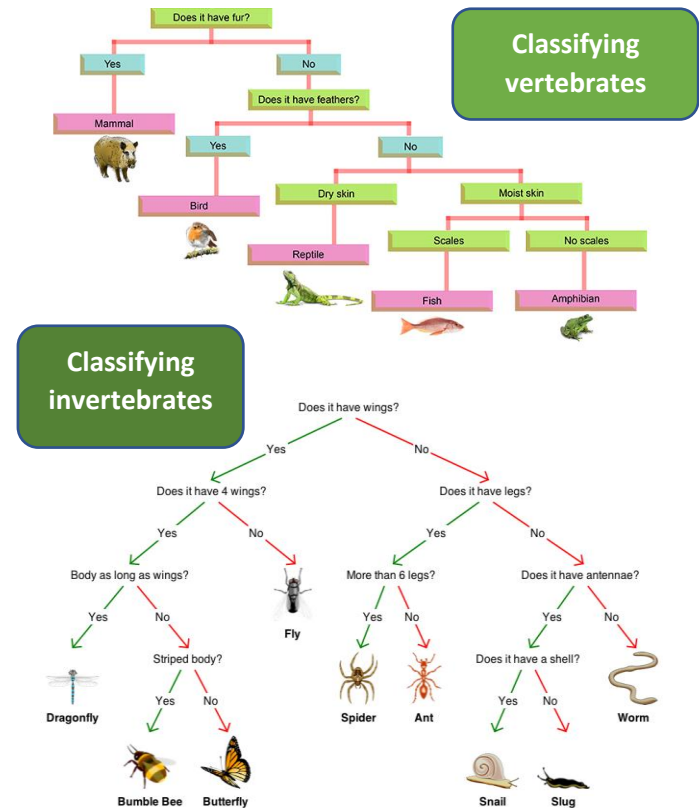 Does it have fur?
Classifying
vertebrates
Yes
No
Does it have feathers?
Mammal
Yes
No
Bird
Dry skin
Moist skin
Reptile
Scales
No scales
Fish
Amphibian
Classifying
invertebrates
Does it have wings?
Yes
No
Does it have 4 wings?
Does it have legs?
Yes
No
Yes
No
Body as long as wings?
Fly
More than 6 legs?
Does it have antennae?
Yes
No
Yes
No
Yes
No
Dragonfly
Striped body?
Spider
Ant
Does it have a shell?
Worm
Yes
No
Yes
No
Bumble Bee
Butterfly
Snail
Slug